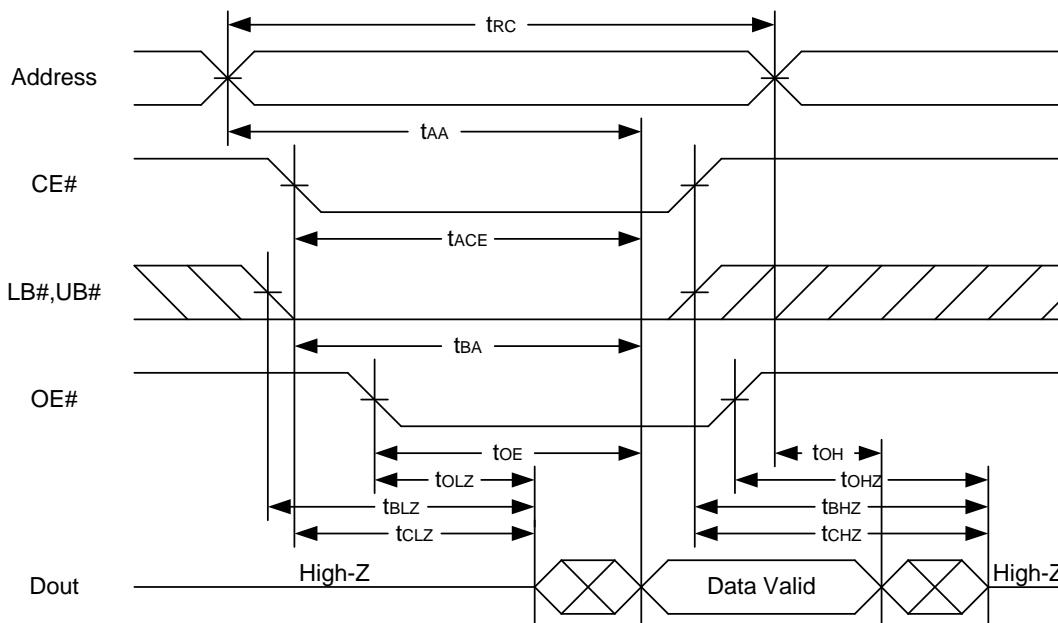 tRC
Address
tAA
CE#
tACE
LB#,UB#
tBA
OE#
tOE
tOH
tOLZ
tOHZ
tBLZ
tBHZ
tCLZ
tCHZ
High-Z
Dout
Data Valid
High-Z